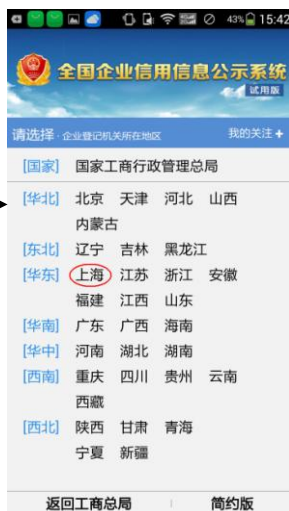 43% 15:42
全国企业信用信息公示系统
试用版
请选择·企业登记机关所在地区 我的关注+
[国家] 国家工商行政管理总局
[华北] 北京 天津 河北 山西
内蒙古
[东北] 辽宁 吉林 黑龙江
[华东] 上海 江苏 浙江 安徽
福建 江西 山东
[华南] 广东 广西 海南
[华中] 河南 湖北 湖南
[西南] 重庆 四川 贵州 云南
西藏
[西北] 陕西 甘肃 青海
宁夏 新疆
返回工商总局 简约版